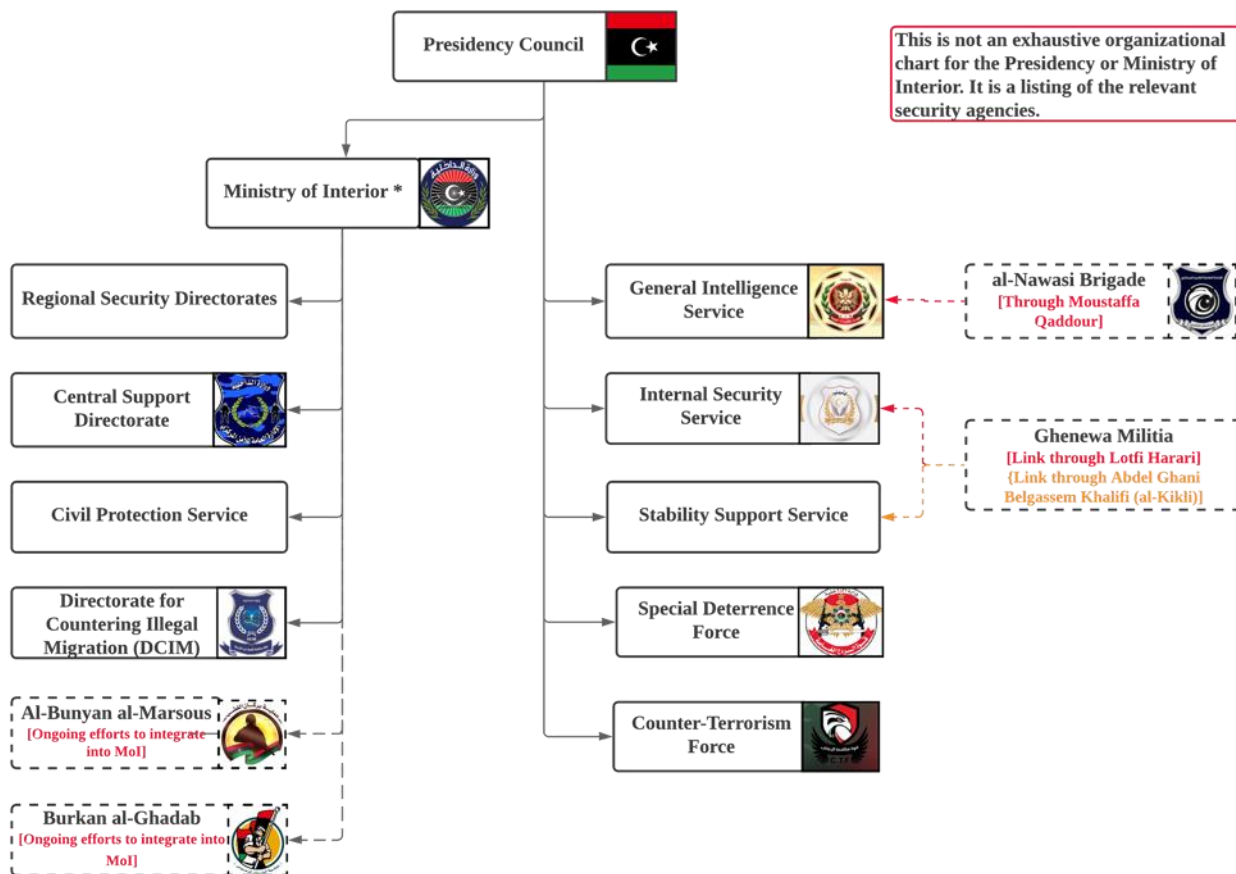 Presidency Council
This is not an exhaustive organizational
chart for the Presidency or Ministry of
Interior. It is a listing of the relevant
security agencies.
Ministry of Interior *
وزارة الداخلية
Regional Security Directorates
General Intelligence
Service
al-Nawasi Brigade
[Through Moustaffa
Qaddour]
Central Support
Directorate
Internal Security
Service
Ghenewa Militia
[Link through Lotfi Harari]
{Link through Abdel Ghani
Belgassem Khalifi (al-Kikli)]
Civil Protection Service
Stability Support Service
Directorate for
Countering Illegal
Migration (DCIM)
Special Deterrence
Force
Al-Bunyan al-Marsous
[Ongoing efforts to integrate
into MoI]
Counter-Terrorism
Force
C.T.F
Burkan al-Ghadab
[Ongoing efforts to integrate into
MoI]